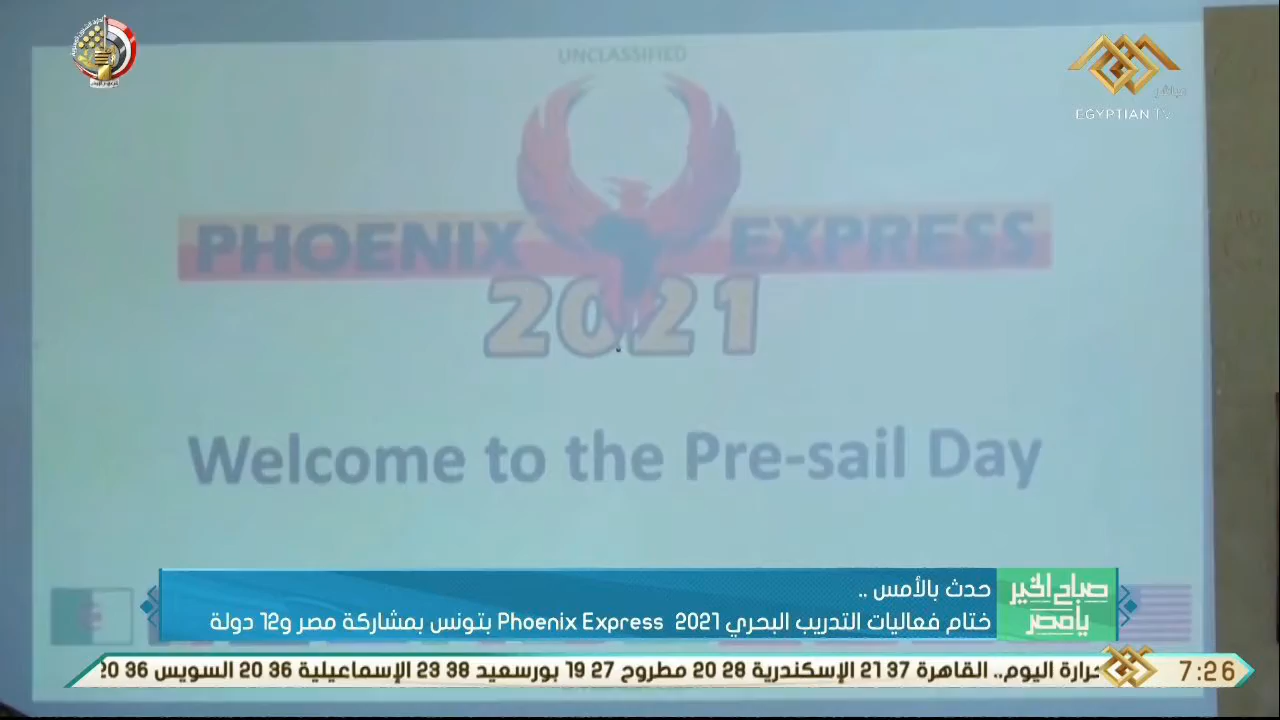 UNCLASSIFIED
PHOENIX EXPRESS
2021
Welcome to the Pre-sail Day
مباشر
EGYPTIAN TV
صباح الخير
يا مصر
حدث بالأمس ..
ختام فعاليات التدريب البحري Phoenix Express 2021 بتونس بمشاركة مصر و12 دولة
حرارة اليوم.. القاهرة 37 21 الإسكندرية 28 20 مطروح 27 19 بورسعيد 38 23 الإسماعيلية 36 20 السويس 36 20
7:26